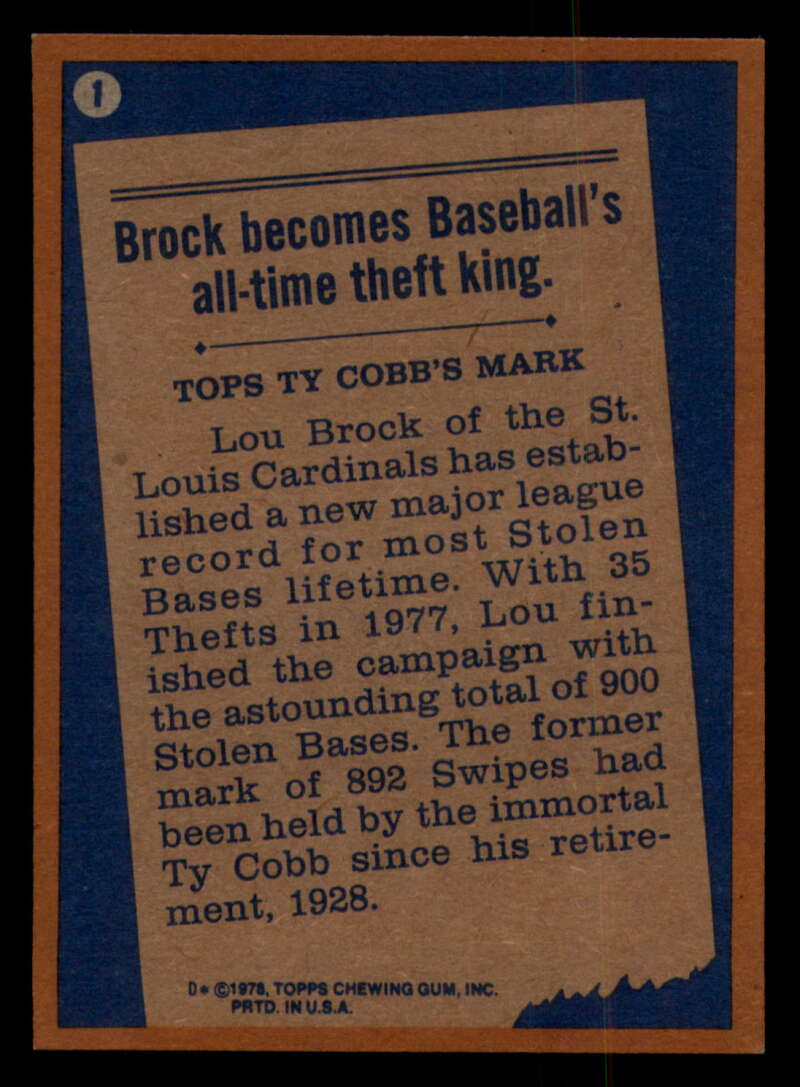 1
Brock becomes Baseball's
all-time theft king.
TOPS TY COBB'S MARK
Lou Brock of the St.
Louis Cardinals has estab-
lished a new major league
record for most Stolen
Bases lifetime. With 35
Thefts in 1977, Lou fin-
ished the campaign with
the astounding total of 900
Stolen Bases. The former
mark of 892 Swipes had
been held by the immortal
Ty Cobb since his retire-
ment, 1928.
D* ©1978, TOPPS CHEWING GUM, INC.
PRTD. IN U.S.A.